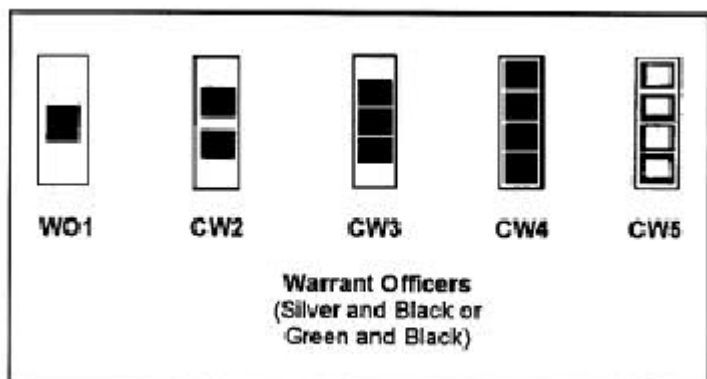 WO1 CW2 CW3 CW4 CW5
Warrant Officers
(Silver and Black or
Green and Black)